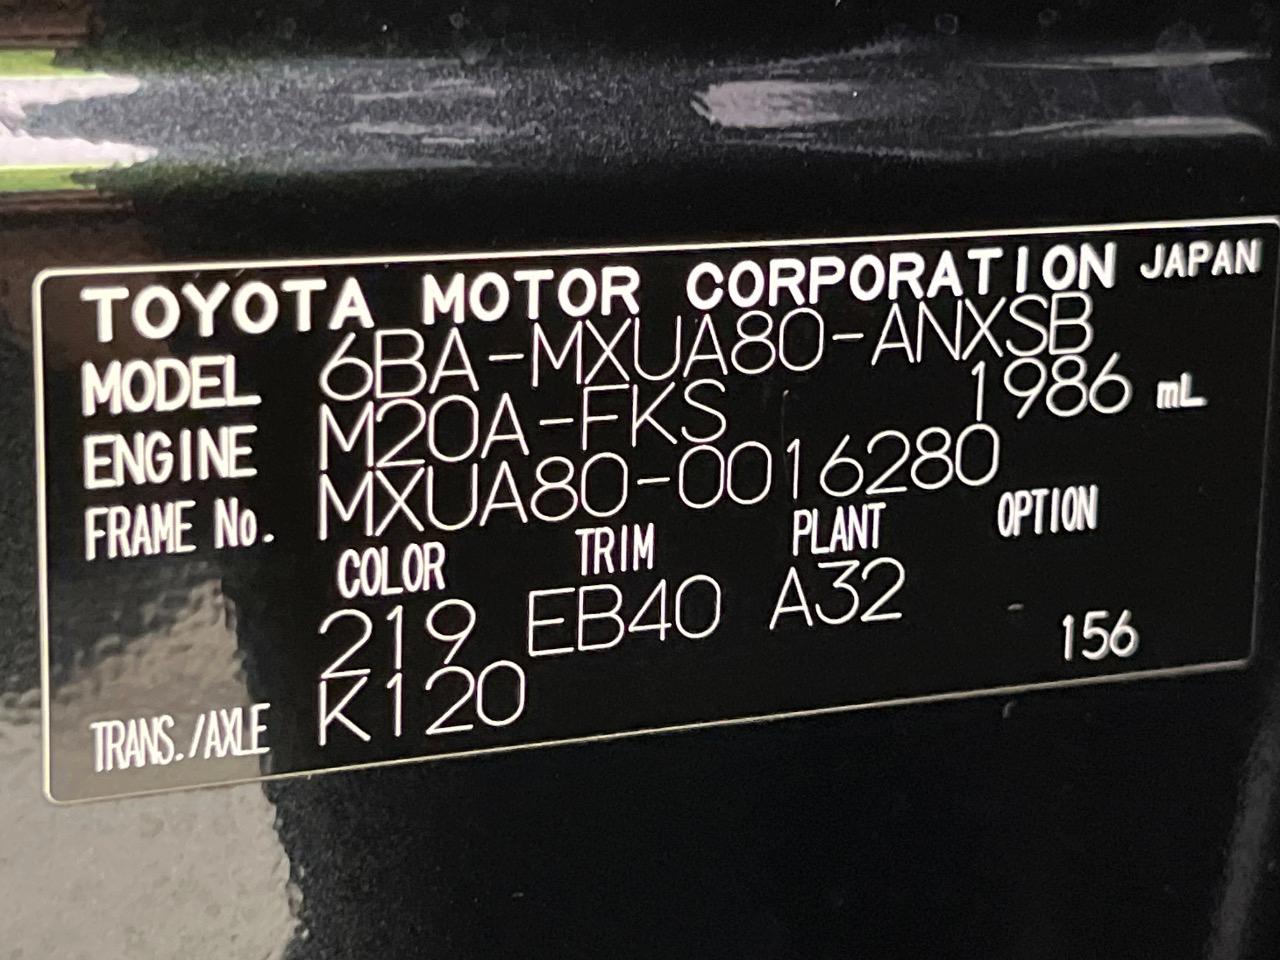 TOYOTA MOTOR CORPORATION JAPAN
MODEL 6BA-MXUA80-ANXSB
ENGINE M20A-FKS 1986 mL
FRAME No. MXUA80-0016280
COLOR TRIM PLANT OPTION
219 EB40 A32 -
TRANS./AXLE K120 156